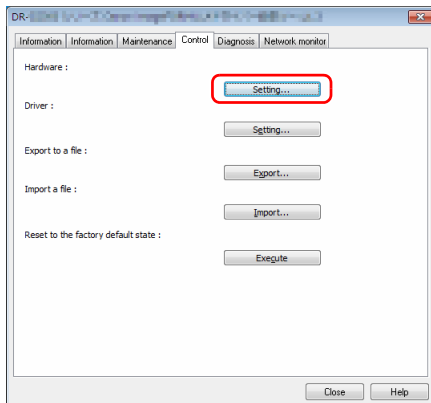 DR-
Information Information Maintenance Control Diagnosis Network monitor
Hardware :
Setting...
Driver :
Setting...
Export to a file :
Export...
Import a file :
Import...
Reset to the factory default state :
Execute
Close Help